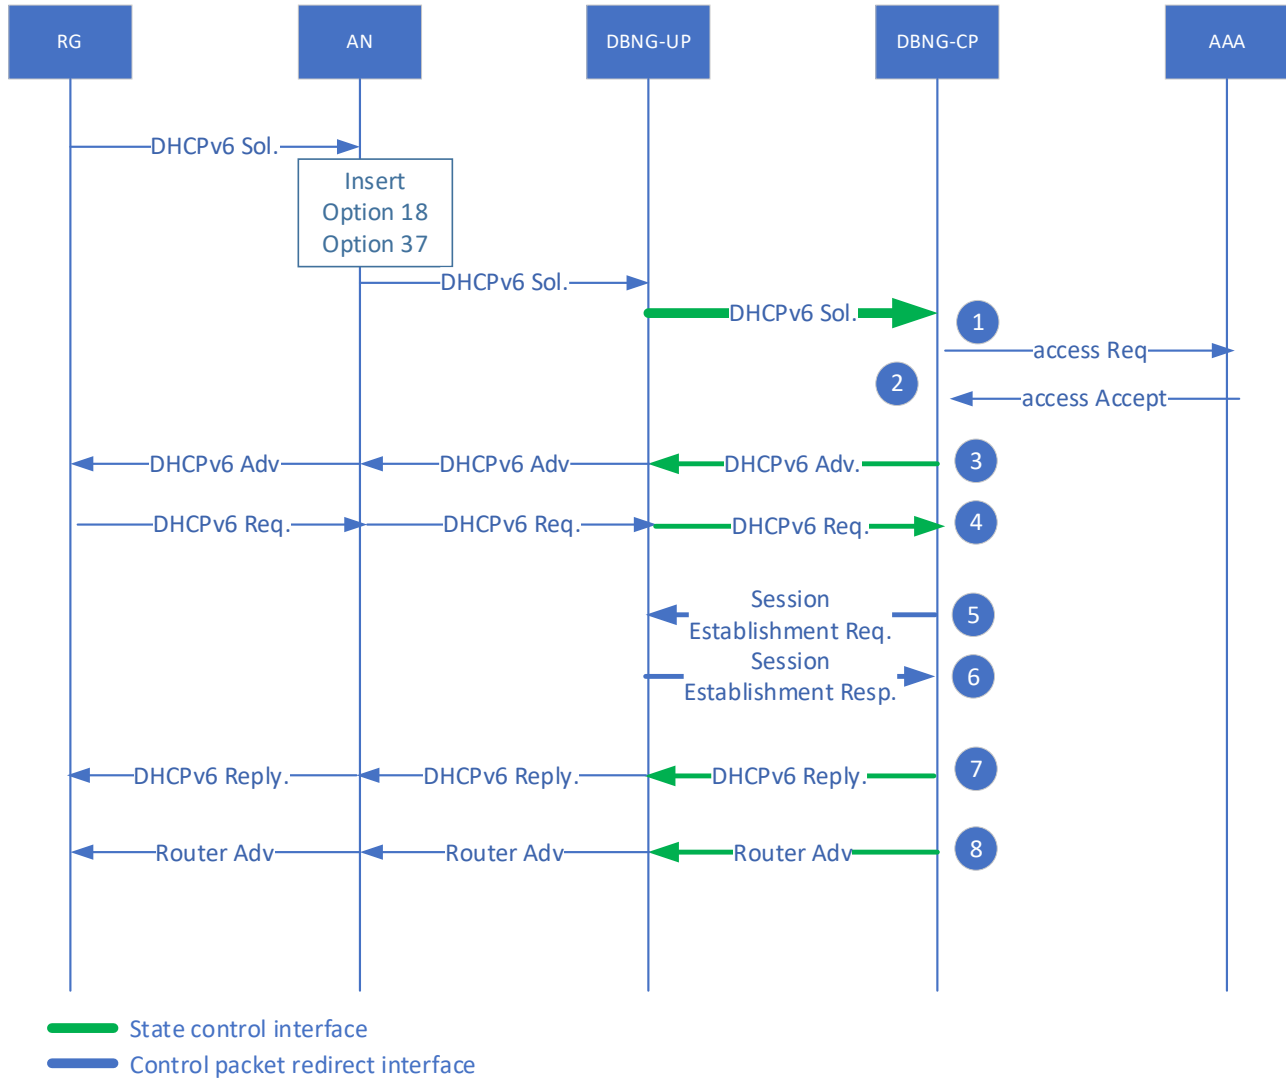 RG
AN
DBNG-UP
DBNG-CP
AAA
DHCPv6 Sol.
Insert
Option 18
Option 37
DHCPv6 Sol.
DHCPv6 Sol.
1
access Req
2
access Accept
DHCPv6 Adv
DHCPv6 Adv
DHCPv6 Adv.
3
DHCPv6 Req.
DHCPv6 Req.
DHCPv6 Req.
4
Session
Establishment Req.
5
Session
Establishment Resp.
6
DHCPv6 Reply.
DHCPv6 Reply.
DHCPv6 Reply.
7
Router Adv
Router Adv
Router Adv
8
State control interface
Control packet redirect interface